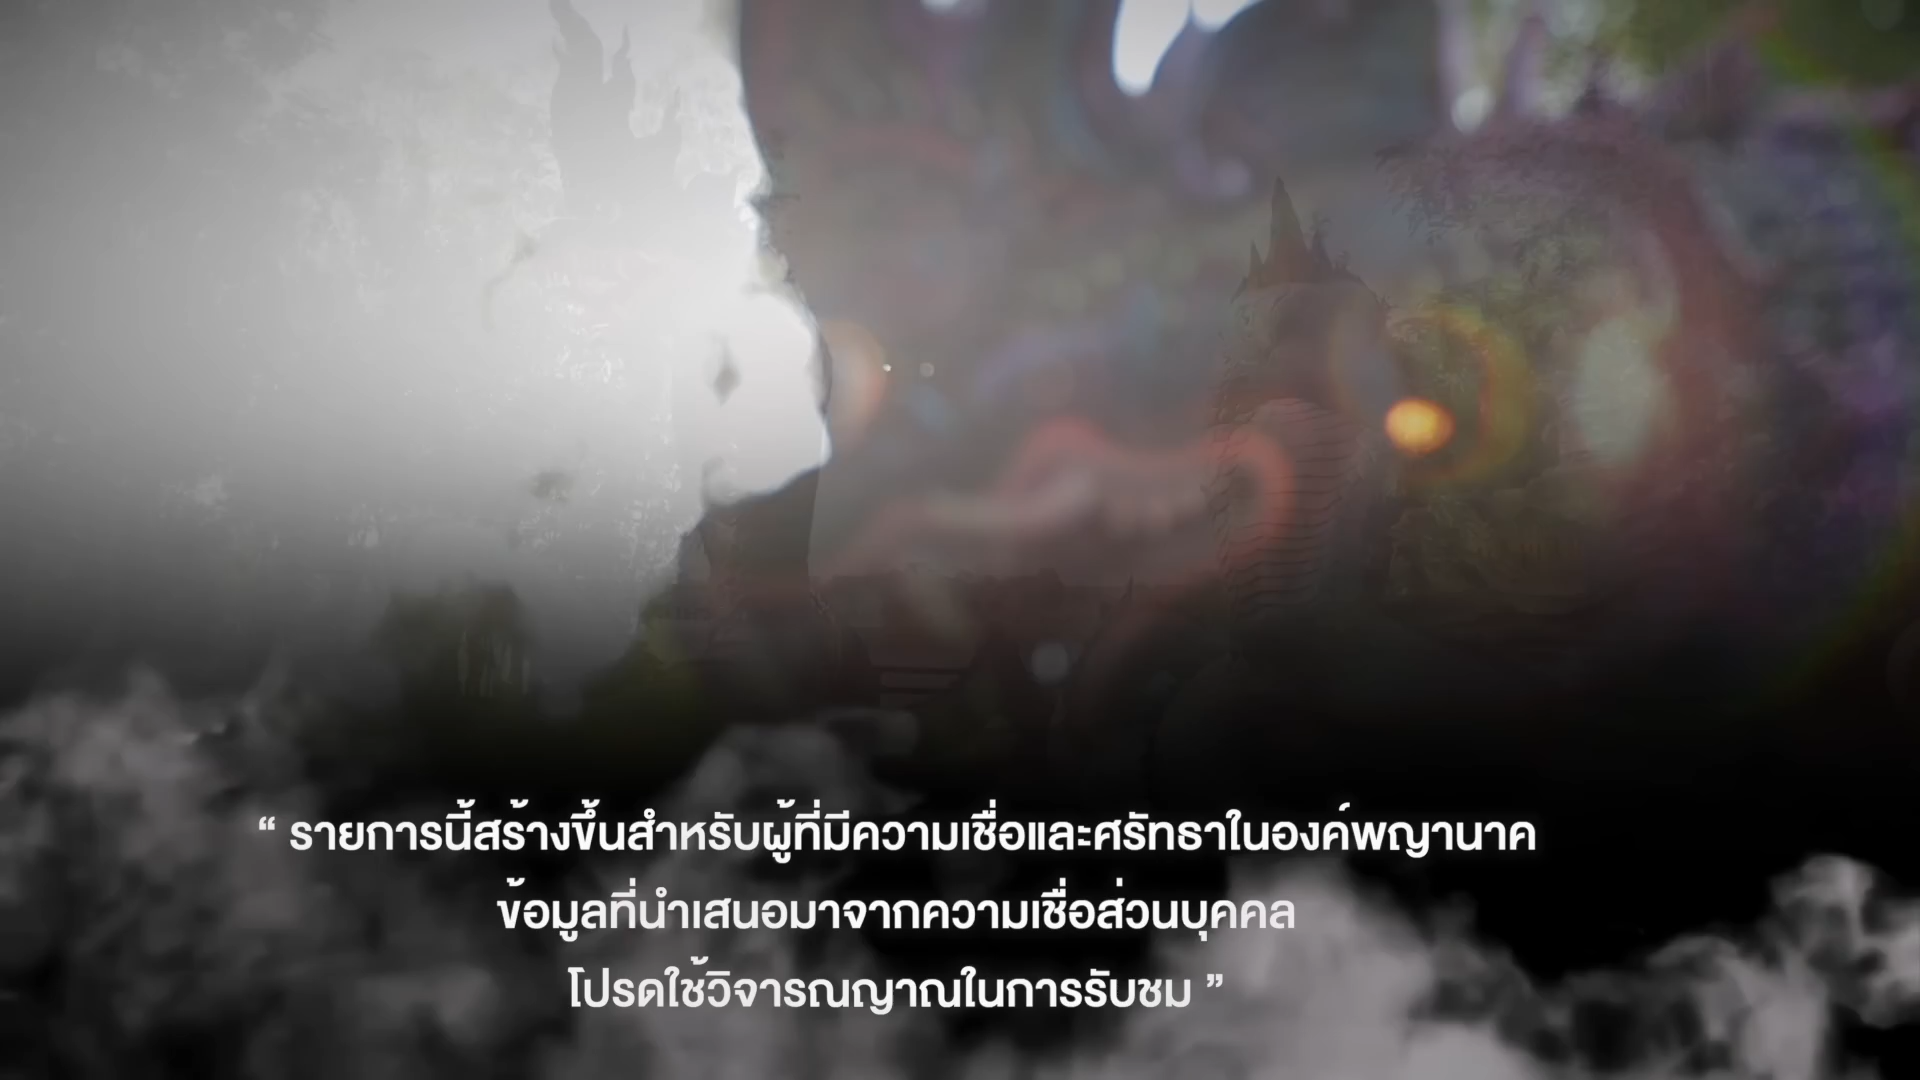 “ รายการนี้สร้างขึ้นสำหรับผู้ที่มีความเชื่อและศรัทธาในองค์พญานาค
ข้อมูลที่นำเสนอมาจากความเชื่อส่วนบุคคล
โปรดใช้วิจารณญาณในการรับชม ”